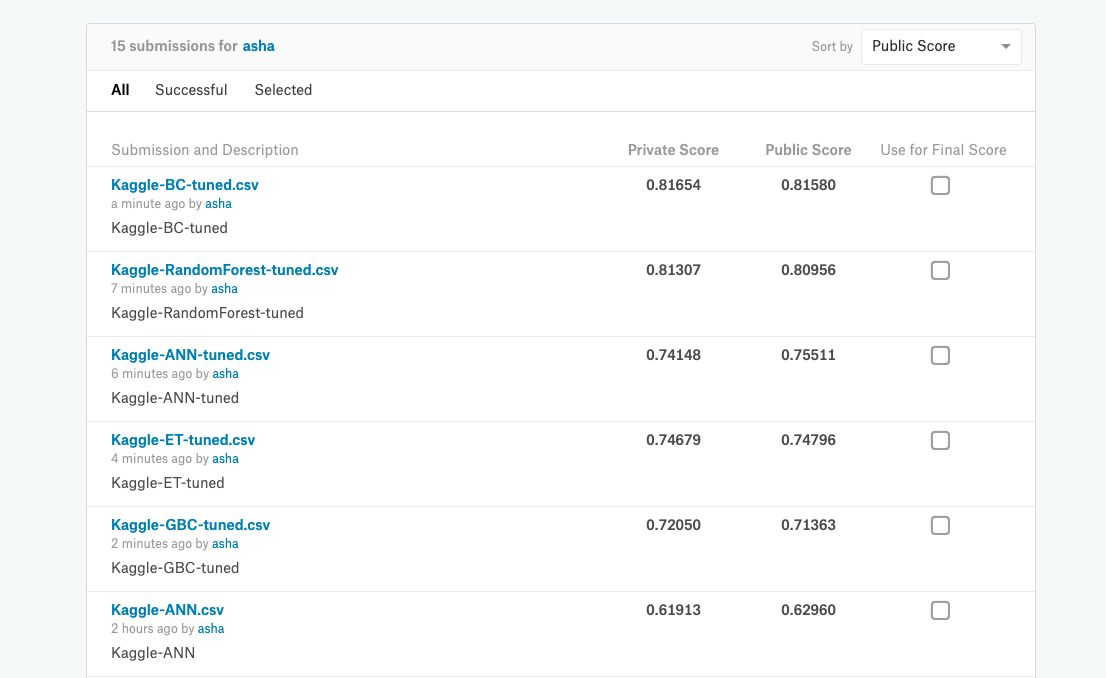 15 submissions for asha
Sort by Public Score
All Successful Selected
Submission and Description Private Score Public Score Use for Final Score
Kaggle-BC-tuned.csv 0.81654 0.81580
a minute ago by asha
Kaggle-BC-tuned
Kaggle-RandomForest-tuned.csv 0.81307 0.80956
7 minutes ago by asha
Kaggle-RandomForest-tuned
Kaggle-ANN-tuned.csv 0.74148 0.75511
6 minutes ago by asha
Kaggle-ANN-tuned
Kaggle-ET-tuned.csv 0.74679 0.74796
4 minutes ago by asha
Kaggle-ET-tuned
Kaggle-GBC-tuned.csv 0.72050 0.71363
2 minutes ago by asha
Kaggle-GBC-tuned
Kaggle-ANN.csv 0.61913 0.62960
2 hours ago by asha
Kaggle-ANN